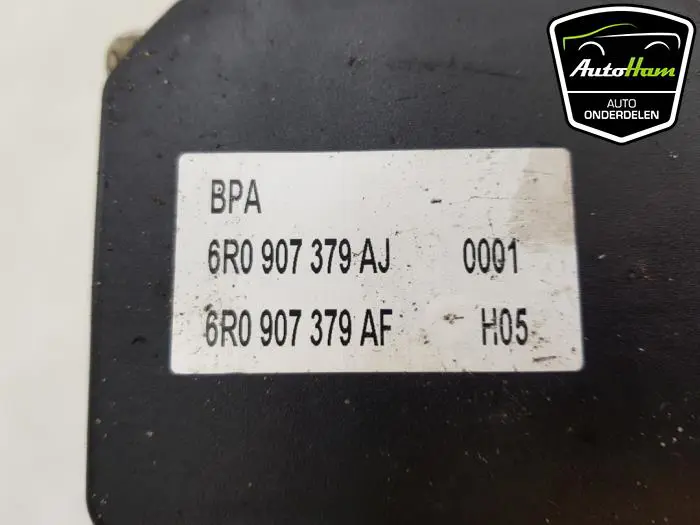 AutoHam
AUTO
ONDERDELEN
BPA
6R0 907 379 AJ 0001
6R0 907 379 AF H05